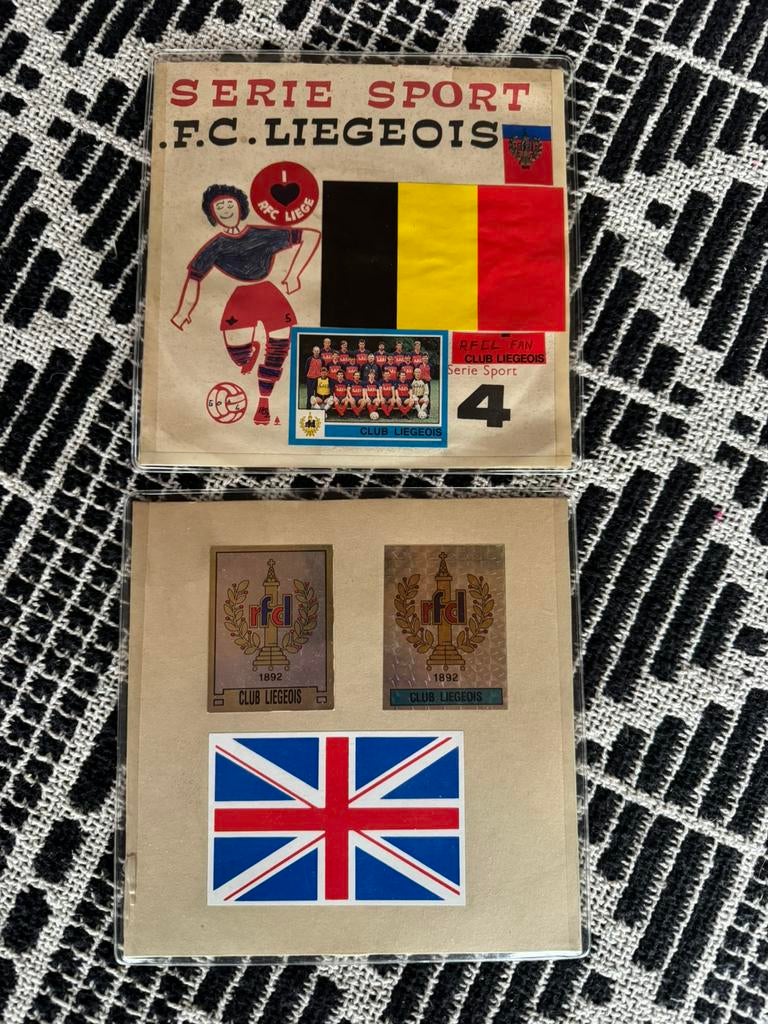 SERIE SPORT
.F.C.LIEGEOIS
I
RFC LIEGE
RFCL FAN
CLUB LIEGEOIS
Serie Sport
4
CLUB LIEGEOIS
5
rfcl
1892
CLUB LIEGEOIS
rfcl
1892
CLUB LIEGEOIS